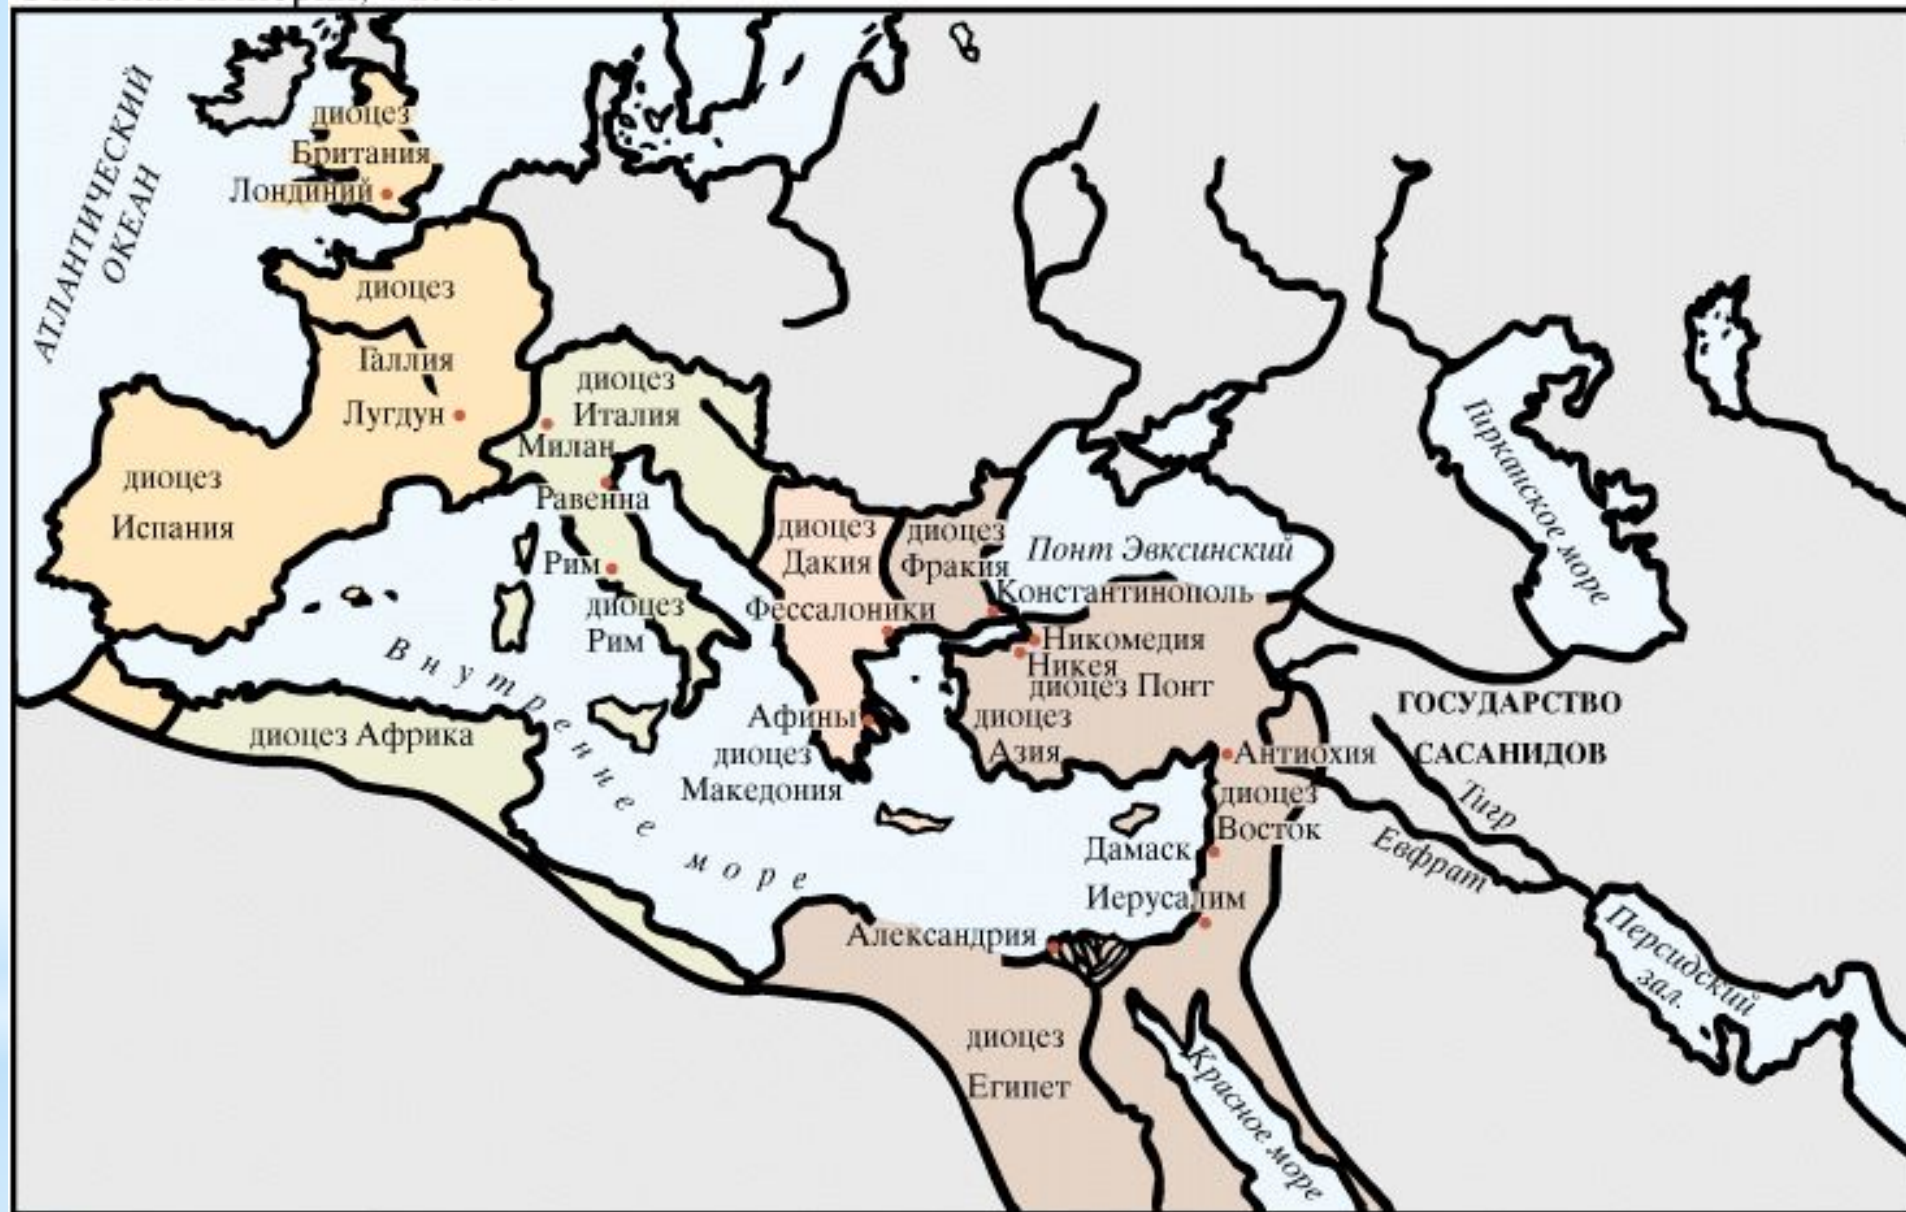 АТЛАНТИЧЕСКИЙ
ОКЕАН
диоцез
Британия
Лондиний
диоцез
Галлия
Лугдун
диоцез
Испания
диоцез
Италия
Милан
Равенна
Рим
диоцез
Рим
диоцез
Дакия
диоцез
Фракия
Понт Эвксинский
Константинополь
Фессалоники
Никомедия
Никея
диоцез Понт
диоцез
Азия
Афины
диоцез
Македония
Внутреннее море
диоцез Африка
Гирканское море
ГОСУДАРСТВО
САСАНИДОВ
Антиохия
диоцез
Восток
Тигр
Евфрат
Дамаск
Иерусалим
Александрия
диоцез
Египет
Красное море
Персидский
зал.